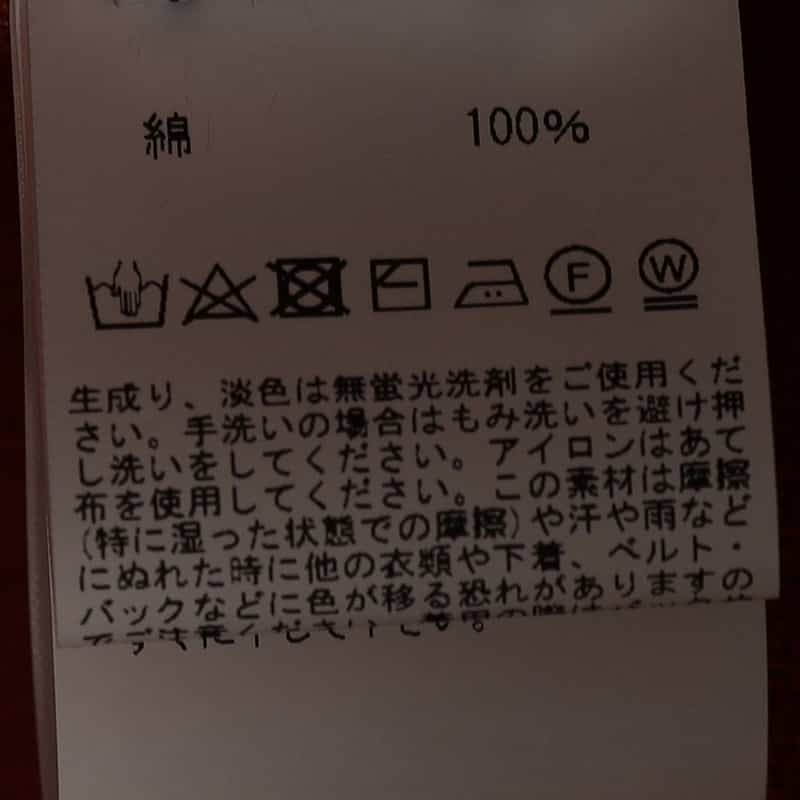 綿 100%
F W
生成り、淡色は無蛍光洗剤をご使用くだ
さい。手洗いの場合はもみ洗いを避け押
し洗いをしてください。アイロンはあて
布を使用してください。この素材は摩擦
(特に湿った状態での摩擦)や汗や雨など
にぬれた時に他の衣類や下着、ベルト・
バックなどに色が移る恐れがありますの